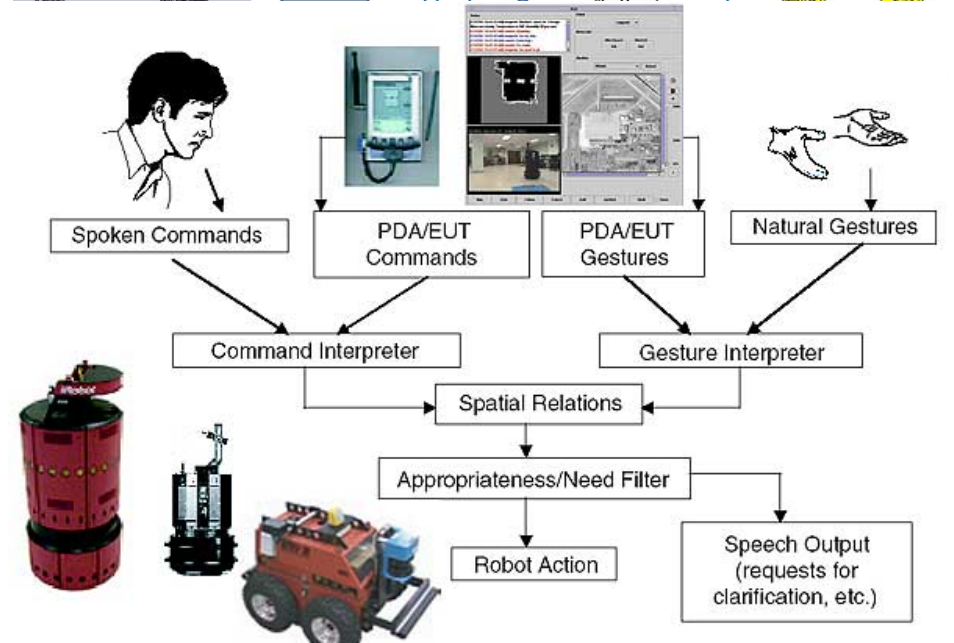 Spoken Commands
PDA/EUT
Commands
PDA/EUT
Gestures
Natural Gestures
Command Interpreter
Gesture Interpreter
Spatial Relations
Appropriateness/Need Filter
Robot Action
Speech Output
(requests for
clarification, etc.)
iRobot